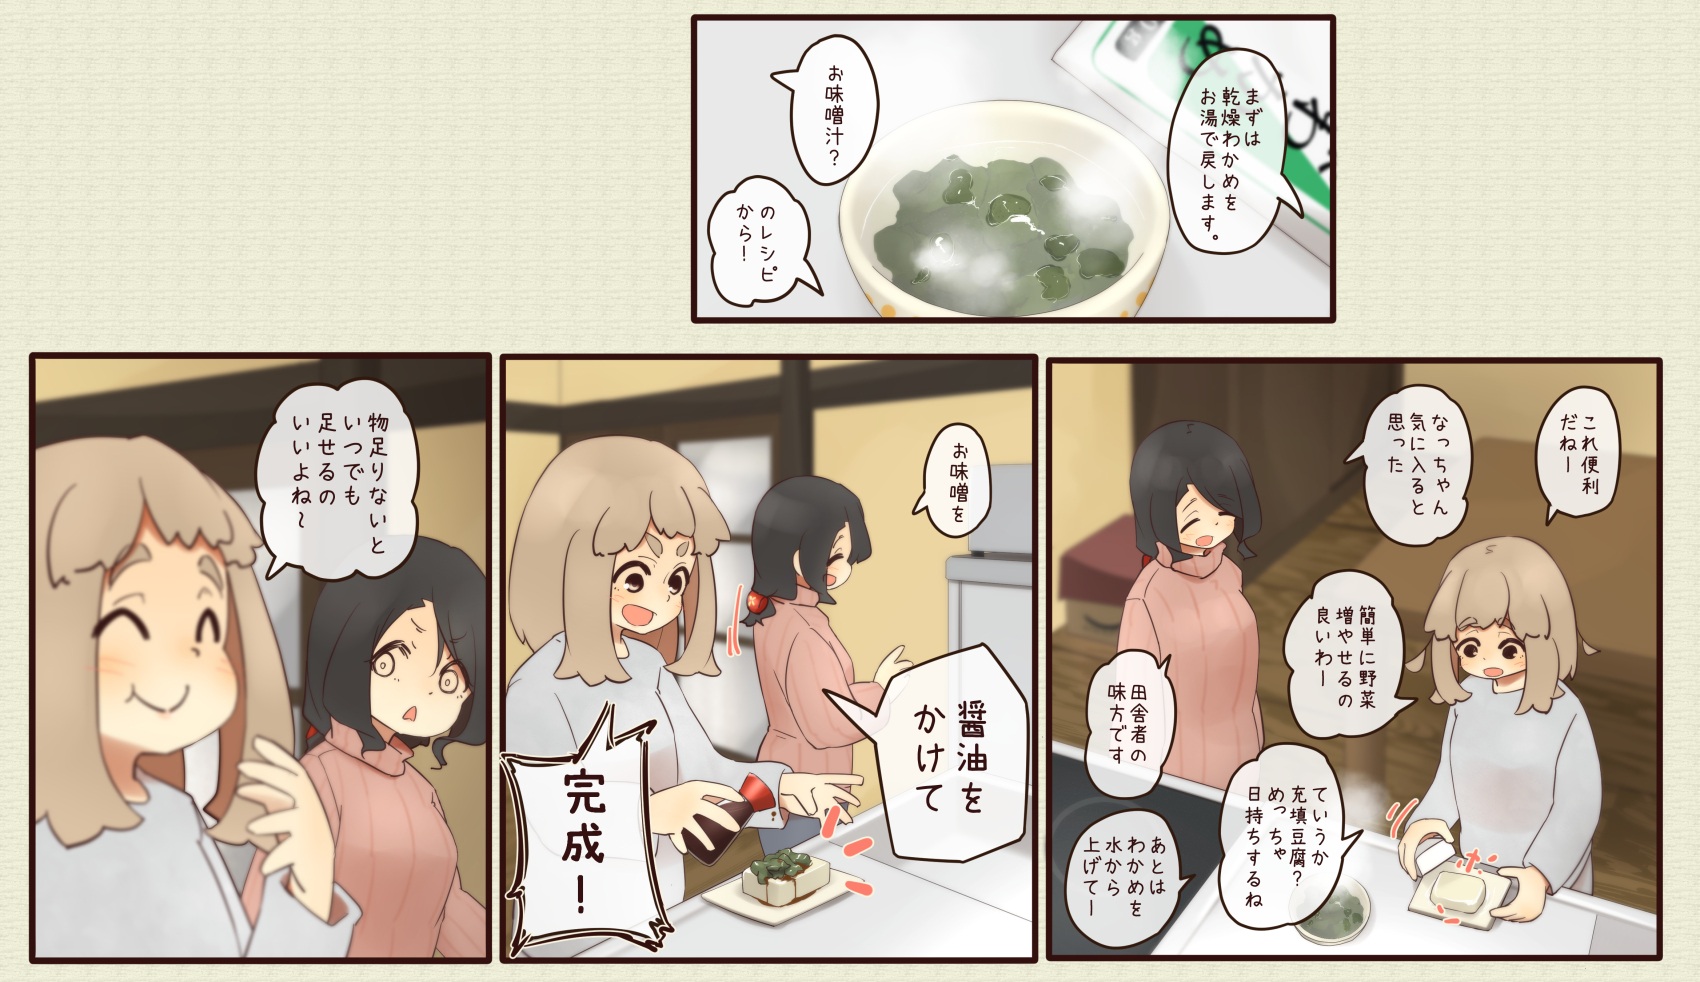 まずは
乾燥わかめを
お湯で戻します。
お味噌汁?
のレシピ
から!
これ便利
だねー
なっちゃん
気に入ると
思った
簡単に野菜
増やせるの
良いわー
田舎者の
味方です
ていうか
充填豆腐?
めっちゃ
日持ちするね
あとは
わかめを
水から
上げてー
お味噌を
醤油を
かけて
完成!
物足りないと
いつでも
足せるの
いいよね~